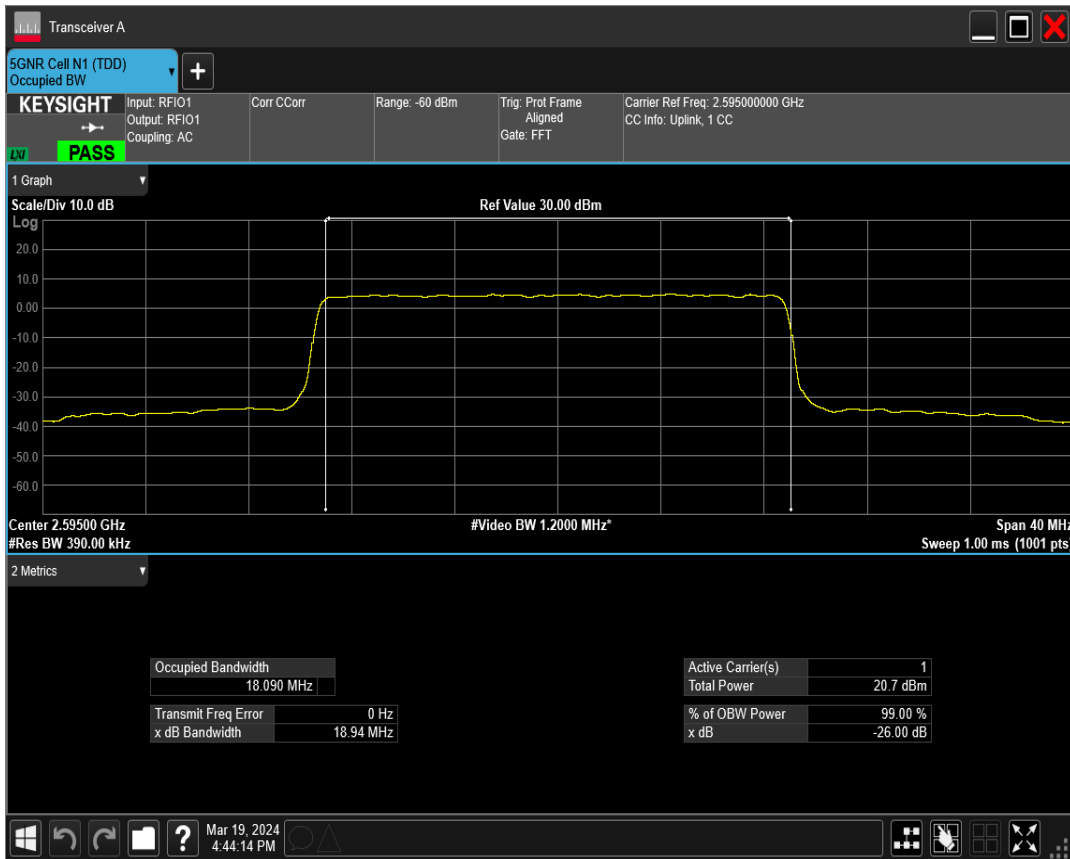 Transceiver A
5GNR Cell N1 (TDD)
Occupied BW
+
KEYSIGHT
LXI
PASS
Input: RFIO1
Output: RFIO1
Coupling: AC
Corr CCorr
Range: -60 dBm
Trig: Prot Frame
Aligned
Gate: FFT
Carrier Ref Freq: 2.595000000 GHz
CC Info: Uplink, 1 CC
1 Graph
Scale/Div 10.0 dB
Ref Value 30.00 dBm
Log
20.0
10.0
0.00
-10.0
-20.0
-30.0
-40.0
-50.0
-60.0
Center 2.59500 GHz
#Video BW 1.2000 MHz*
Span 40 MHz
#Res BW 390.00 kHz
Sweep 1.00 ms (1001 pts)
2 Metrics
Occupied Bandwidth
18.090 MHz
Transmit Freq Error 0 Hz
x dB Bandwidth 18.94 MHz
Active Carrier(s) 1
Total Power 20.7 dBm
% of OBW Power 99.00 %
x dB -26.00 dB
?
Mar 19, 2024
4:44:14 PM